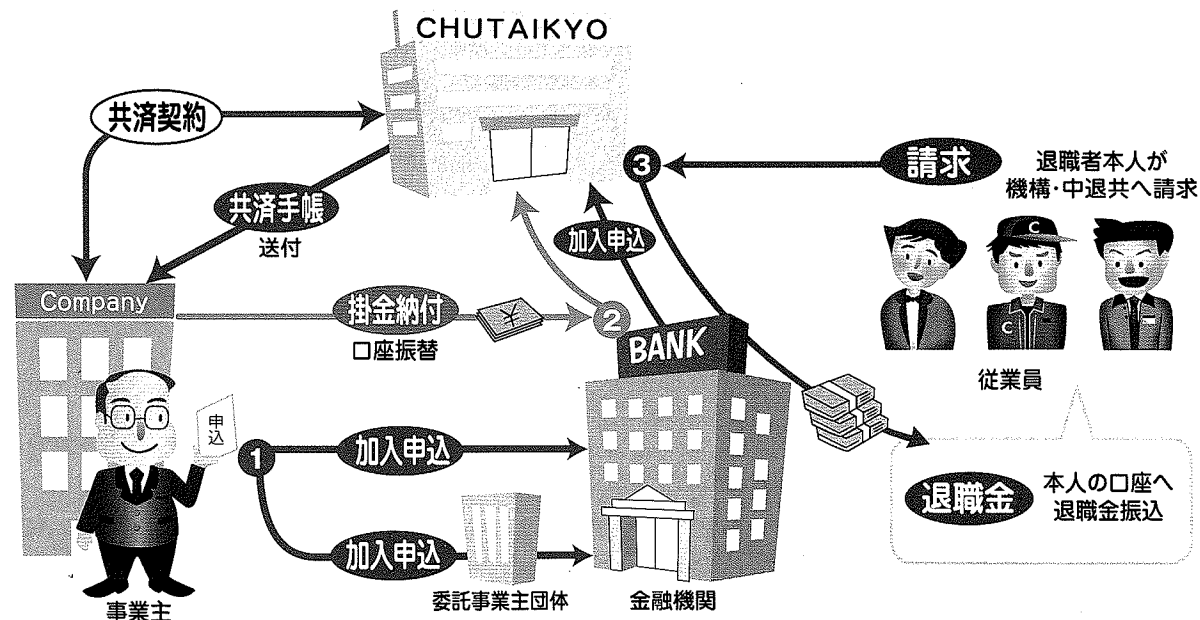 CHUTAIKYO
共済契約
3
請求
退職者本人が
機構・中退共へ請求
共済手帳
送付
加入申込
C
C
Company
掛金納付
¥
2
口座振替
BANK
従業員
申込
1
加入申込
退職金
本人の口座へ
退職金振込
加入申込
委託事業主団体
金融機関
事業主